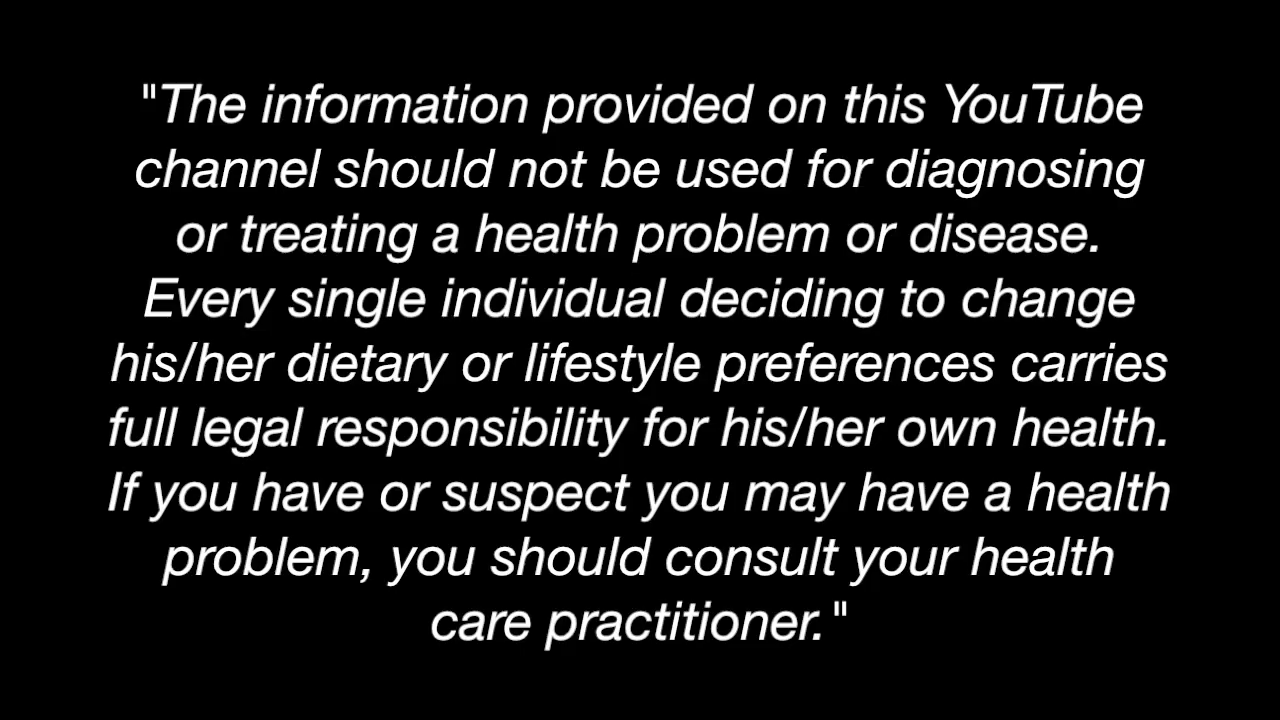 "The information provided on this YouTube
channel should not be used for diagnosing
or treating a health problem or disease.
Every single individual deciding to change
his/her dietary or lifestyle preferences carries
full legal responsibility for his/her own health.
If you have or suspect you may have a health
problem, you should consult your health
care practitioner."